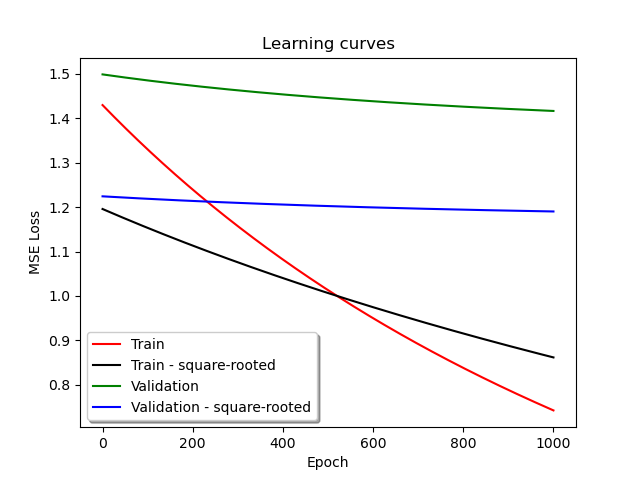 Learning curves
MSE Loss
1.5
1.4
1.3
1.2
1.1
1.0
0.9
0.8
Train
Train - square-rooted
Validation
Validation - square-rooted
0 200 400 600 800 1000
Epoch